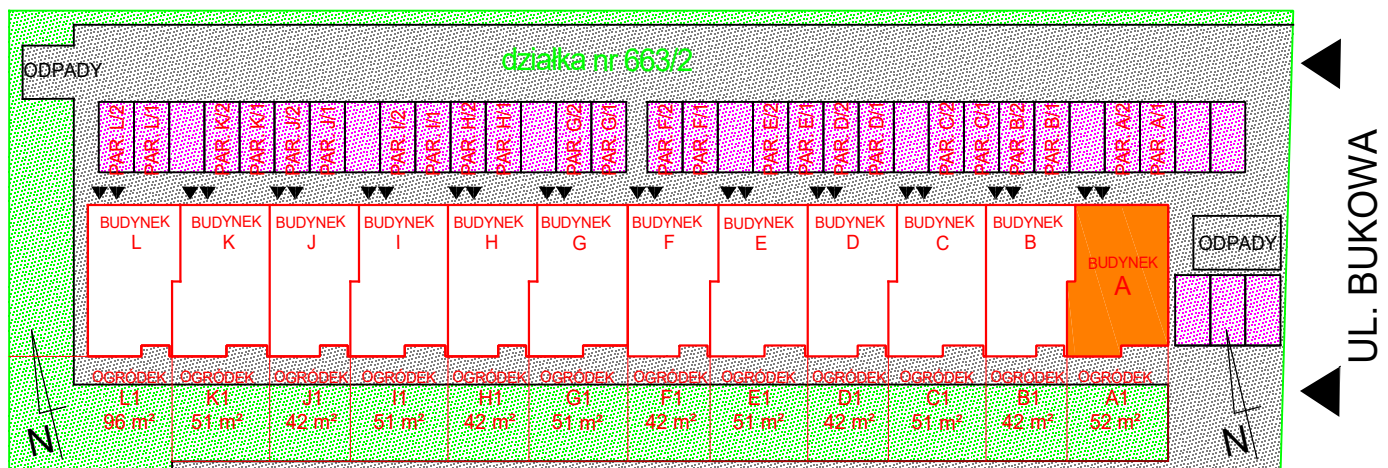 działka nr 663/2
ODPADY
PAR. L/2
PAR. L/1
PAR. K/2
PAR. K/1
PAR. J/2
PAR. J/1
PAR. I/2
PAR. I/1
PAR. H/2
PAR. H/1
PAR. G/2
PAR. G/1
PAR. F/2
PAR. F/1
PAR. E/2
PAR. E/1
PAR. D/2
PAR. D/1
PAR. C/2
PAR. C/1
PAR. B/2
PAR. B/1
PAR. A/2
PAR. A/1
BUDYNEK
L
BUDYNEK
K
BUDYNEK
J
BUDYNEK
I
BUDYNEK
H
BUDYNEK
G
BUDYNEK
F
BUDYNEK
E
BUDYNEK
D
BUDYNEK
C
BUDYNEK
B
BUDYNEK
A
ODPADY
UL. BUKOWA
OGRÓDEK
L1
96 m²
OGRÓDEK
K1
51 m²
OGRÓDEK
J1
42 m²
OGRÓDEK
I1
51 m²
OGRÓDEK
H1
42 m²
OGRÓDEK
G1
51 m²
OGRÓDEK
F1
42 m²
OGRÓDEK
E1
51 m²
OGRÓDEK
D1
42 m²
OGRÓDEK
C1
51 m²
OGRÓDEK
B1
42 m²
OGRÓDEK
A1
52 m²
N
N